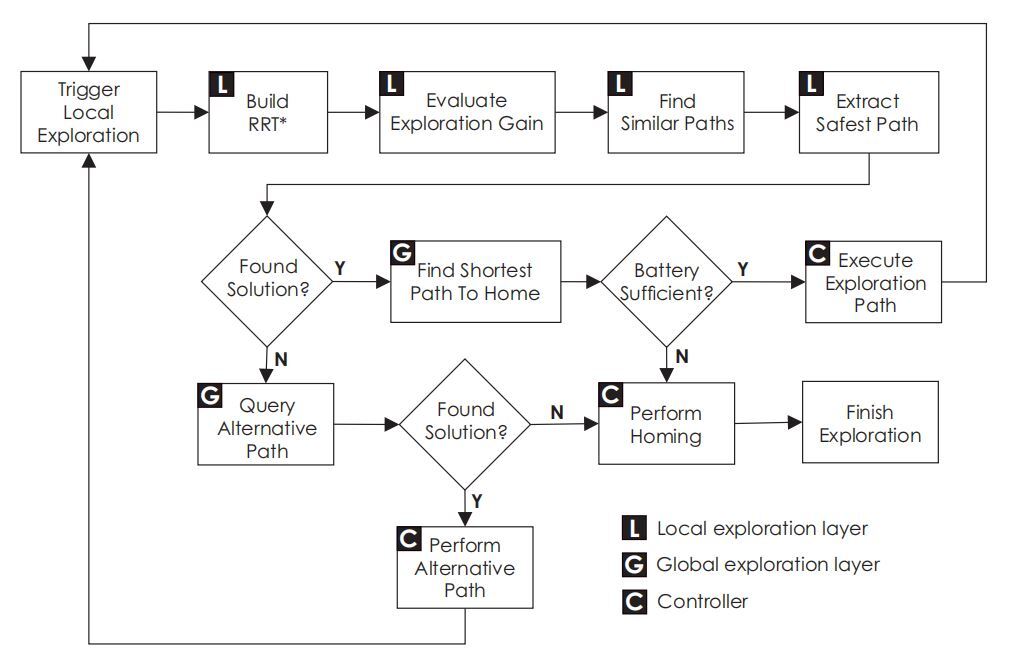 Trigger
Local
Exploration
L
Build
RRT*
L
Evaluate
Exploration Gain
L
Find
Similar Paths
L
Extract
Safest Path
Found
Solution?
Y
G
Find Shortest
Path To Home
Battery
Sufficient?
Y
C
Execute
Exploration
Path
N
N
G
Query
Alternative
Path
Found
Solution?
N
C
Perform
Homing
Finish
Exploration
Y
C
Perform
Alternative
Path
L Local exploration layer
G Global exploration layer
C Controller